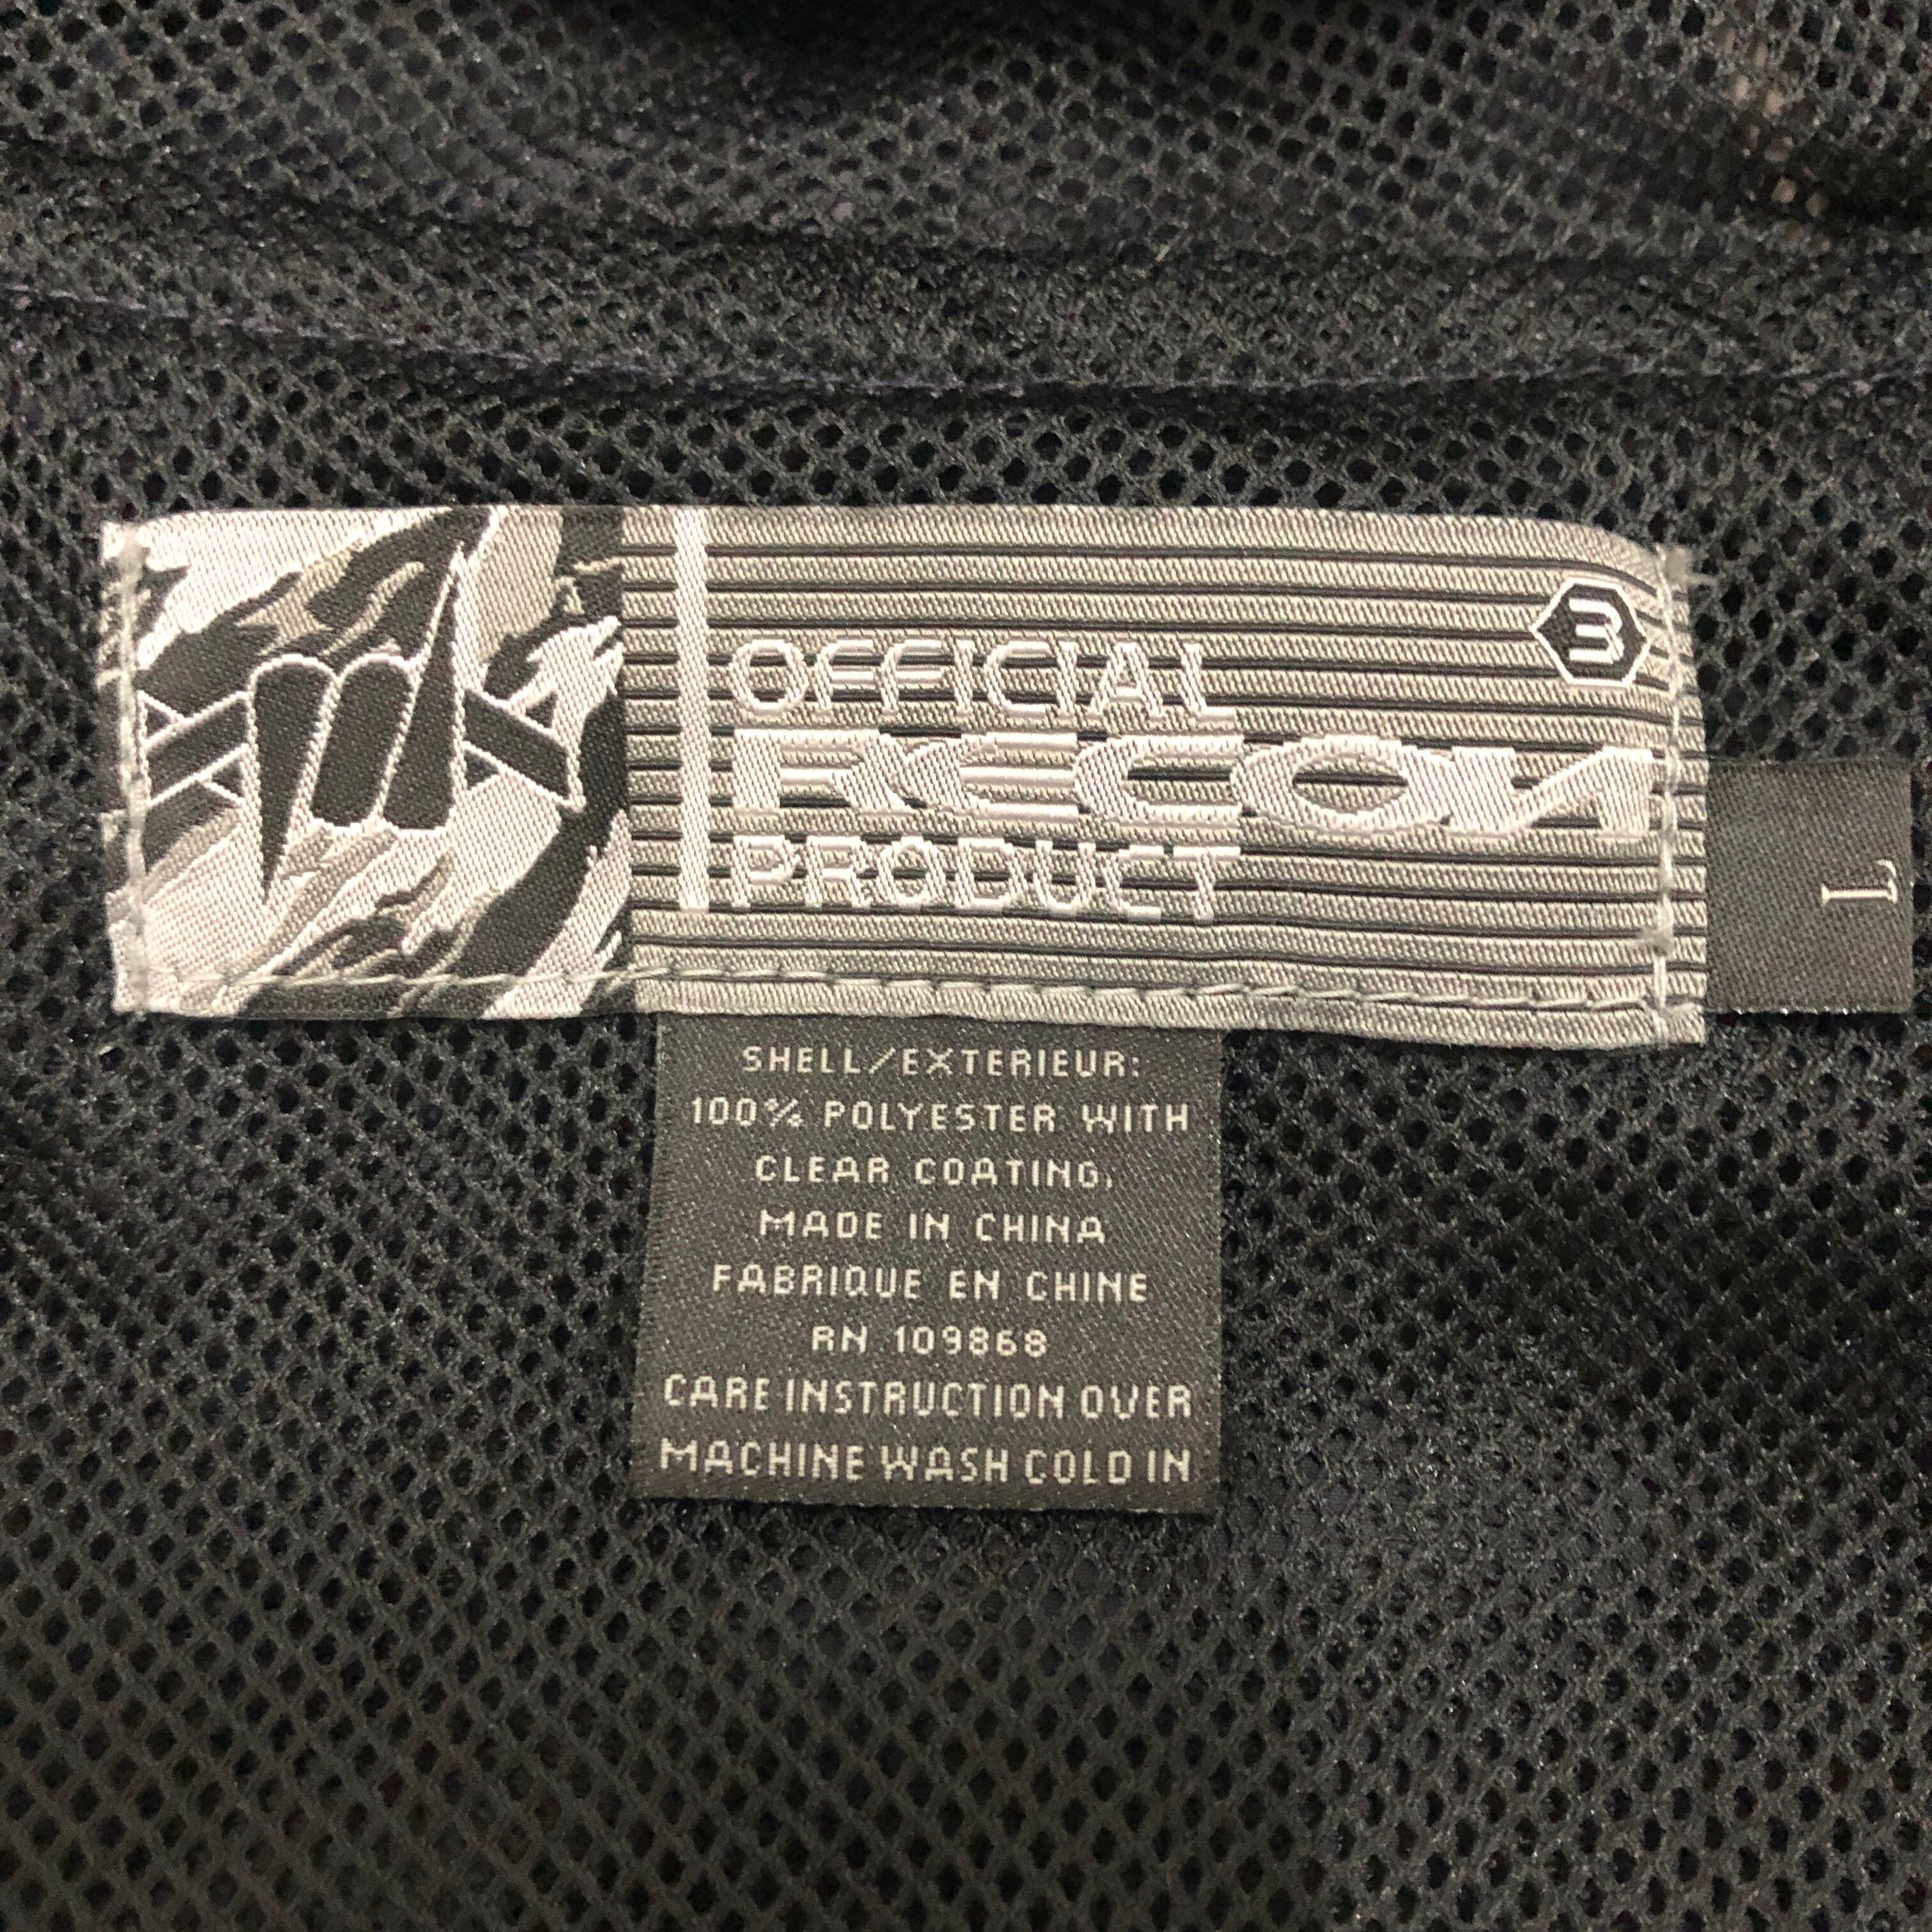 3
OFFICIAL
RECON
PRODUCT
L
SHELL/EXTERIEUR:
100% POLYESTER WITH
CLEAR COATING.
MADE IN CHINA
FABRIQUE EN CHINE
RN 109868
CARE INSTRUCTION OVER
MACHINE WASH COLD IN